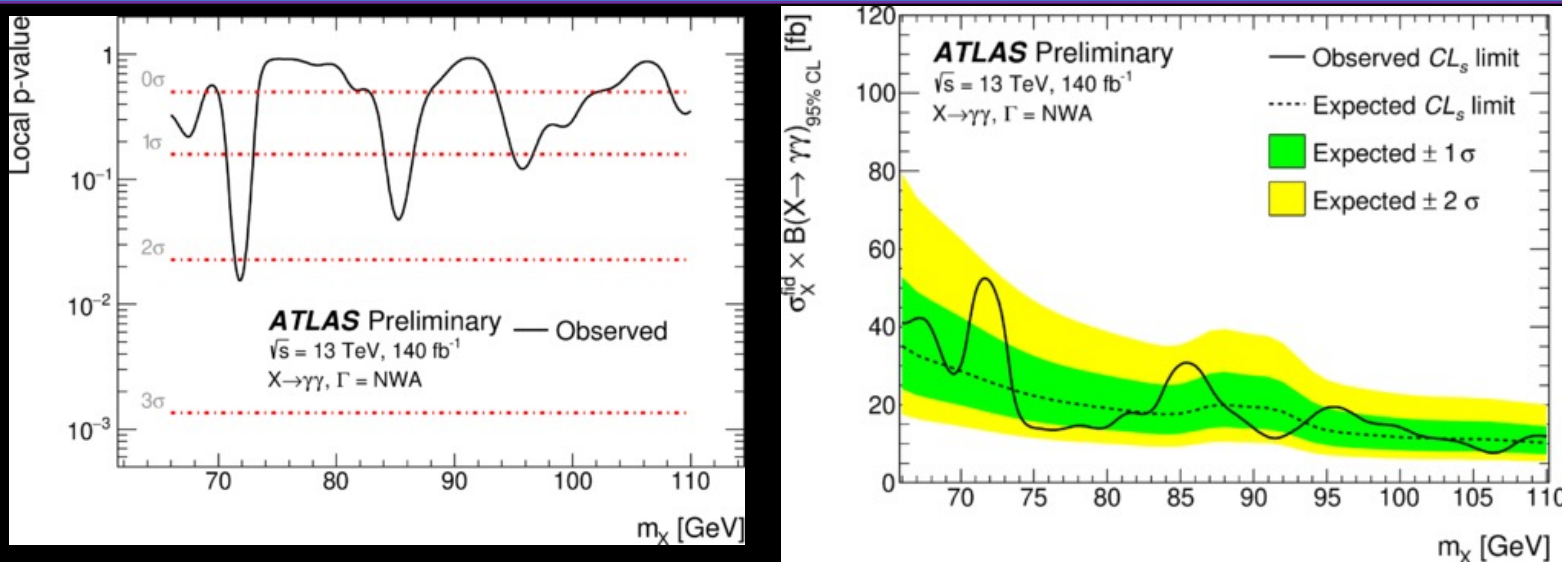 Local p-value
1
10⁻¹
10⁻²
10⁻³
0σ
1σ
2σ
3σ
ATLAS Preliminary
√s = 13 TeV, 140 fb⁻¹
X→γγ, Γ = NWA
Observed
70 80 90 100 110
m_X [GeV]
σ_X^fid × B(X→ γγ)_95% CL [fb]
120
100
80
60
40
20
0
ATLAS Preliminary
√s = 13 TeV, 140 fb⁻¹
X→γγ, Γ = NWA
Observed CL_s limit
Expected CL_s limit
Expected ± 1 σ
Expected ± 2 σ
70 75 80 85 90 95 100 105 110
m_X [GeV]